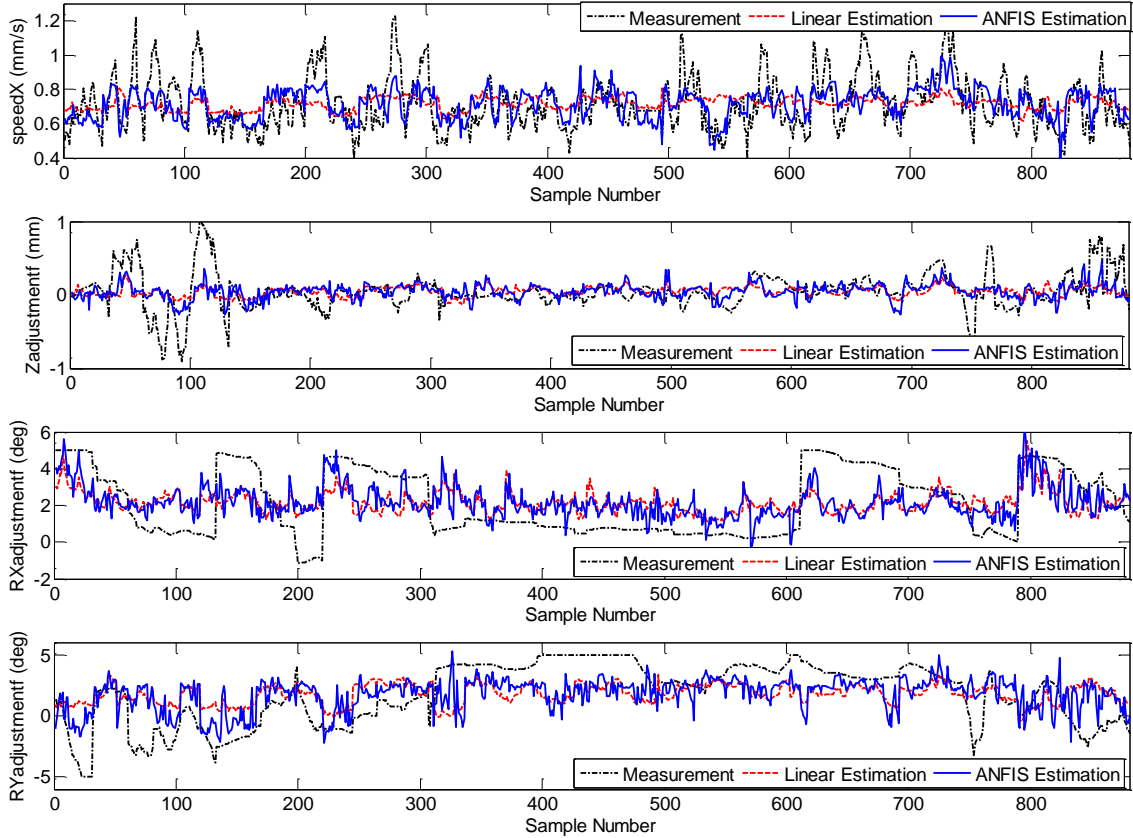 Measurement Linear Estimation ANFIS Estimation
speedX (mm/s)
1.2
1
0.8
0.6
0.4
0 100 200 300 400 500 600 700 800
Sample Number
Zadjustmentf (mm)
1
0
-1
Measurement Linear Estimation ANFIS Estimation
0 100 200 300 400 500 600 700 800
Sample Number
RXadjustmentf (deg)
6
4
2
0
-2
Measurement Linear Estimation ANFIS Estimation
0 100 200 300 400 500 600 700 800
Sample Number
RYadjustmentf (deg)
5
0
-5
Measurement Linear Estimation ANFIS Estimation
0 100 200 300 400 500 600 700 800
Sample Number